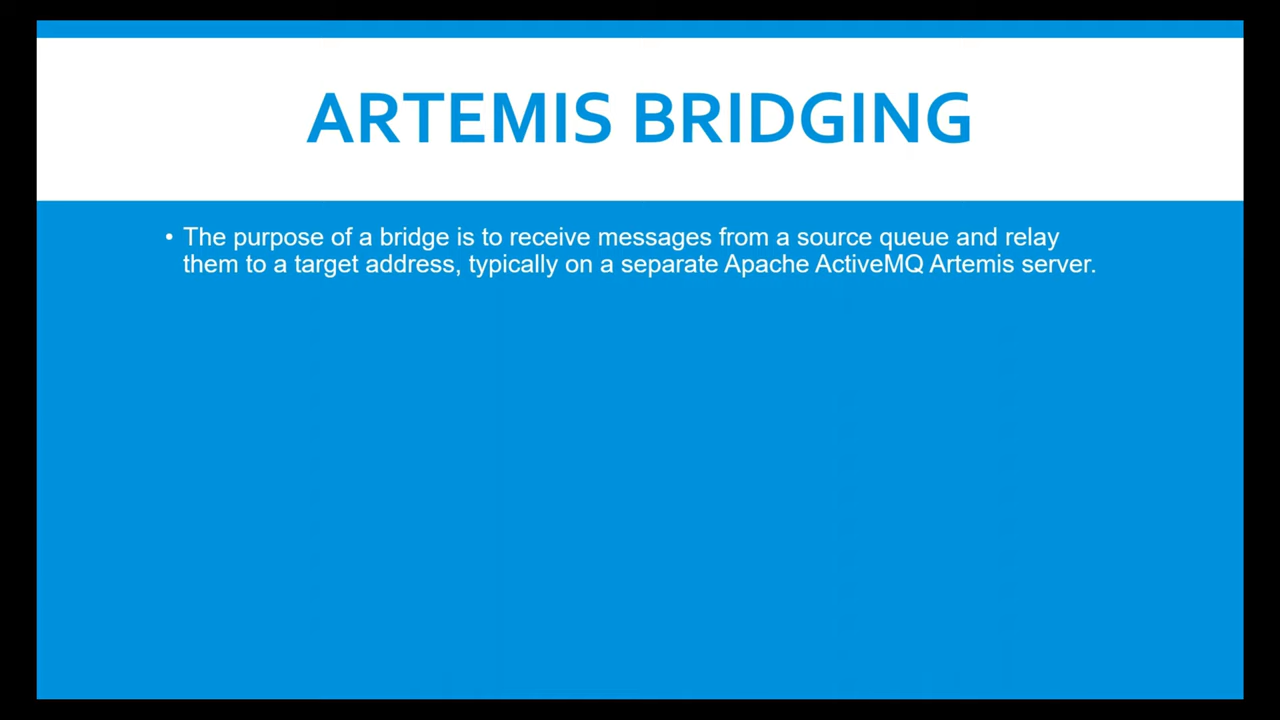 ARTEMIS BRIDGING
• The purpose of a bridge is to receive messages from a source queue and relay
them to a target address, typically on a separate Apache ActiveMQ Artemis server.